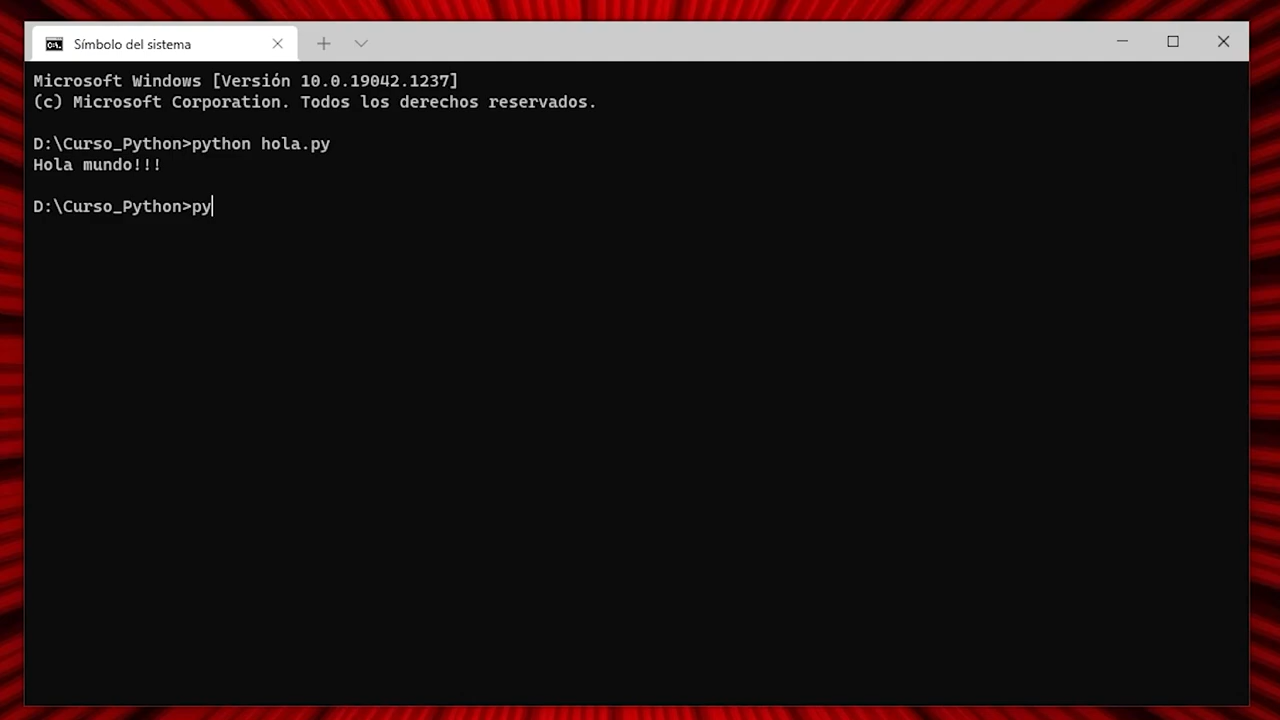 Símbolo del sistema
Microsoft Windows [Versión 10.0.19042.1237]
(c) Microsoft Corporation. Todos los derechos reservados.
D:\Curso_Python>python hola.py
Hola mundo!!!
D:\Curso_Python>py